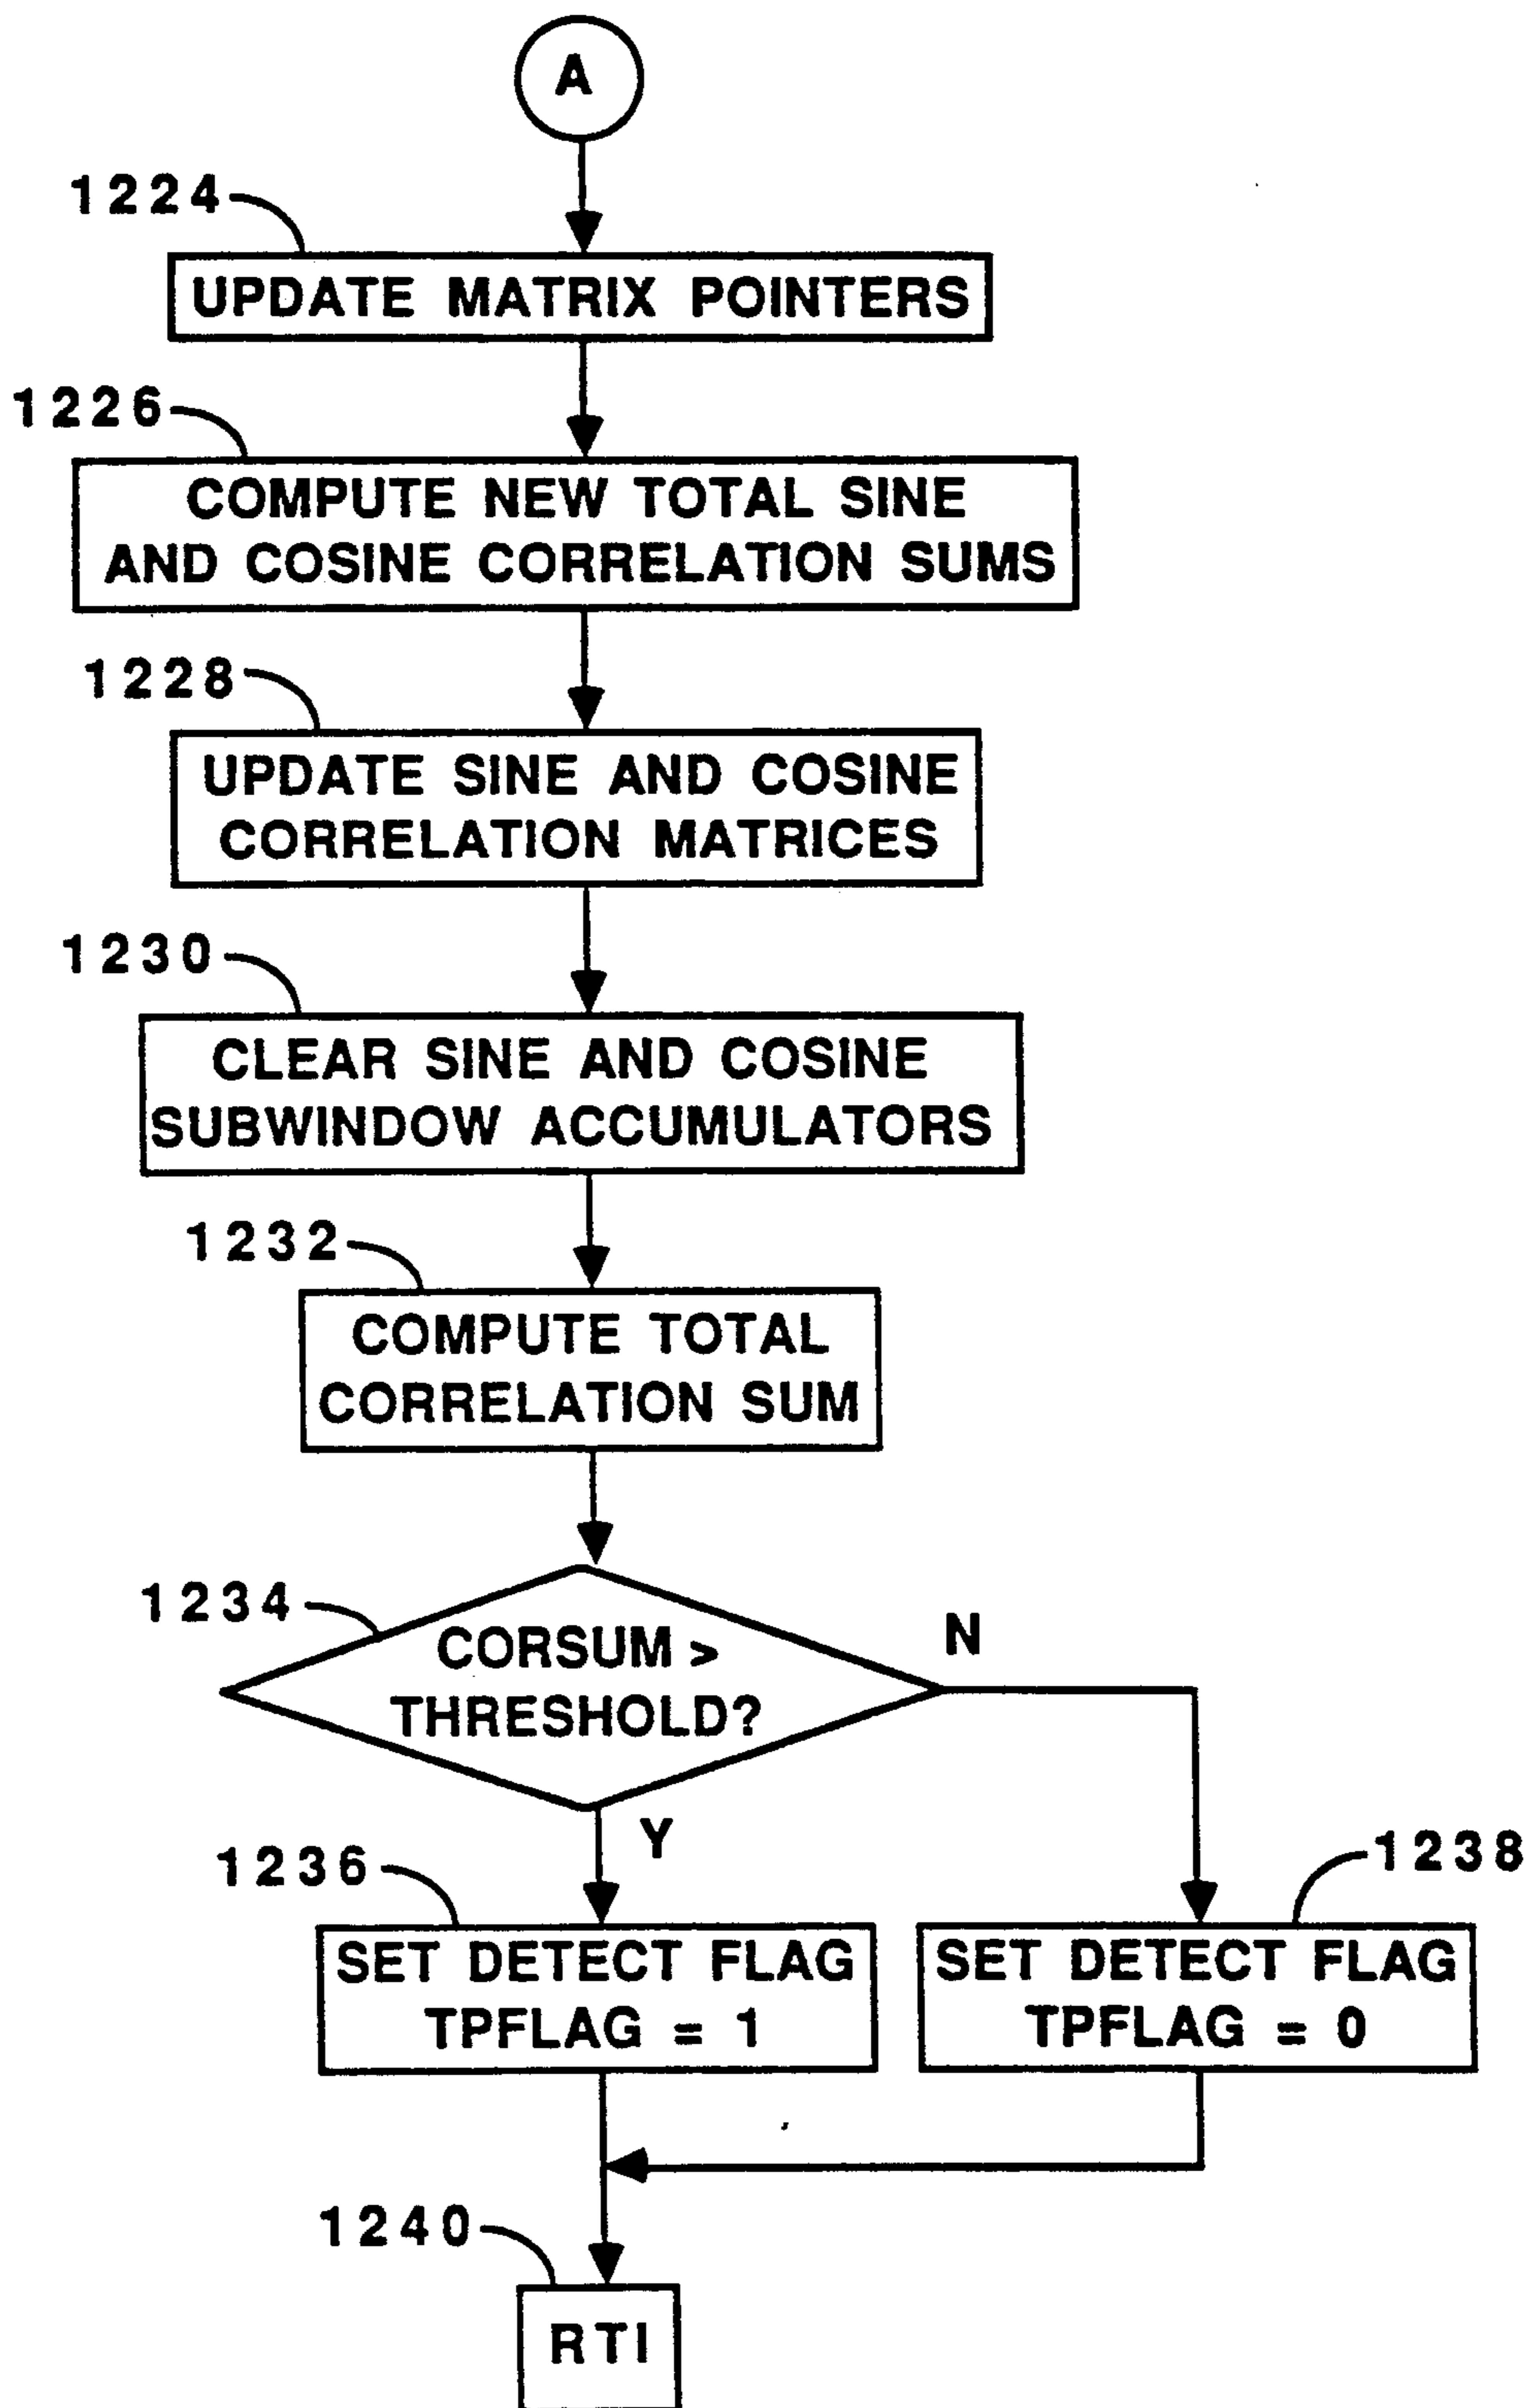 A
1224
UPDATE MATRIX POINTERS
1226
COMPUTE NEW TOTAL SINE
AND COSINE CORRELATION SUMS
1228
UPDATE SINE AND COSINE
CORRELATION MATRICES
1230
CLEAR SINE AND COSINE
SUBWINDOW ACCUMULATORS
1232
COMPUTE TOTAL
CORRELATION SUM
1234
CORSUM >
THRESHOLD?
N
Y
1236
SET DETECT FLAG
TPFLAG = 1
1238
SET DETECT FLAG
TPFLAG = 0
1240
RTI